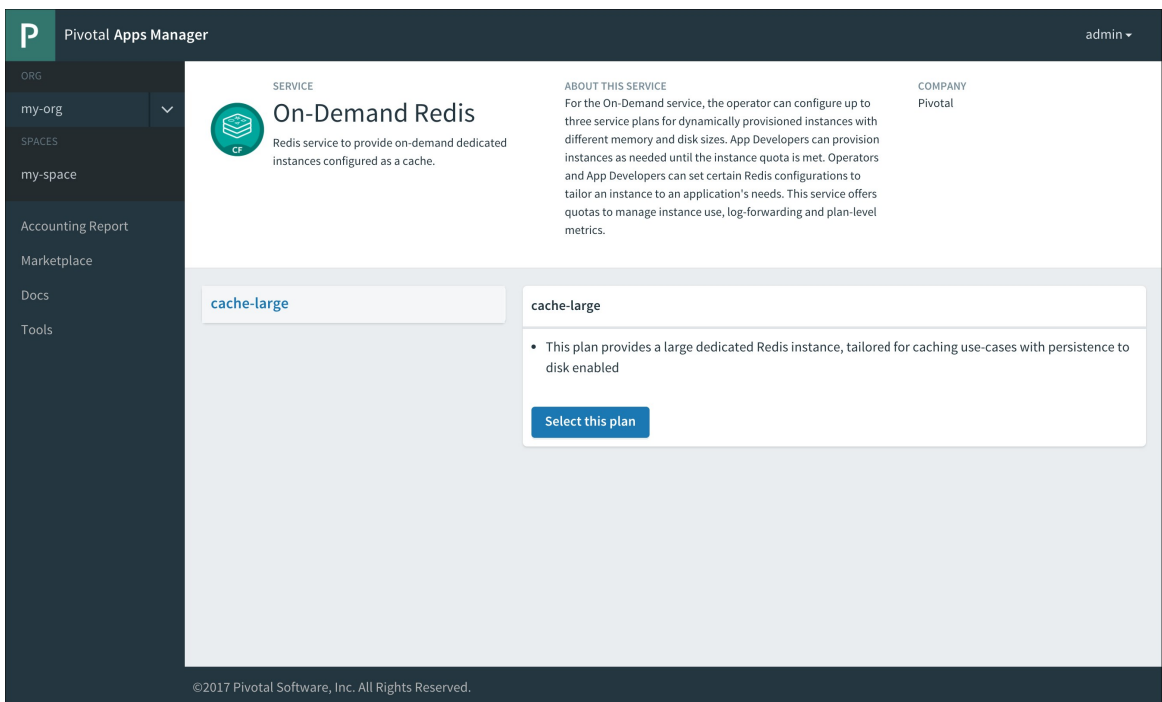 P
Pivotal Apps Manager
admin
ORG
my-org
SPACES
my-space
Accounting Report
Marketplace
Docs
Tools
CF
SERVICE
On-Demand Redis
Redis service to provide on-demand dedicated
instances configured as a cache.
ABOUT THIS SERVICE
For the On-Demand service, the operator can configure up to
three service plans for dynamically provisioned instances with
different memory and disk sizes. App Developers can provision
instances as needed until the instance quota is met. Operators
and App Developers can set certain Redis configurations to
tailor an instance to an application's needs. This service offers
quotas to manage instance use, log-forwarding and plan-level
metrics.
COMPANY
Pivotal
cache-large
cache-large
• This plan provides a large dedicated Redis instance, tailored for caching use-cases with persistence to
disk enabled
Select this plan
©2017 Pivotal Software, Inc. All Rights Reserved.